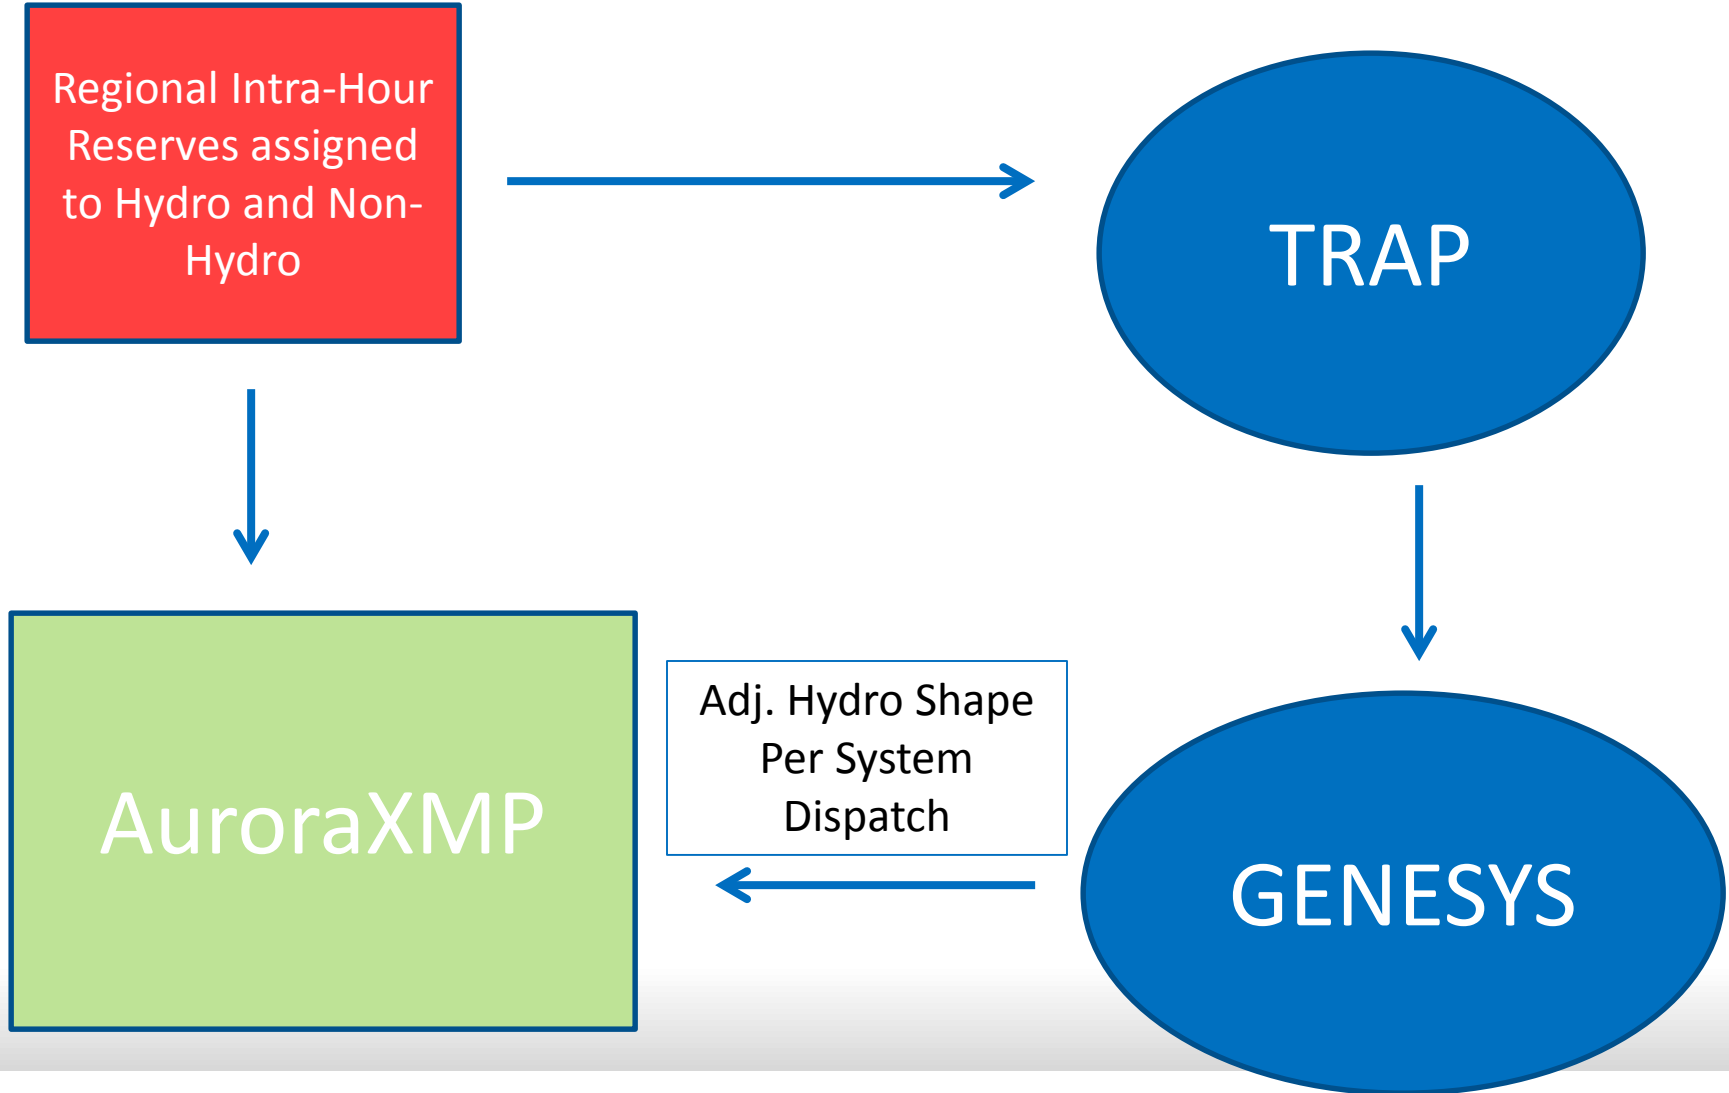 Regional Intra-Hour
Reserves assigned
to Hydro and Non-
Hydro
TRAP
Adj. Hydro Shape
Per System
Dispatch
AuroraXMP
GENESYS